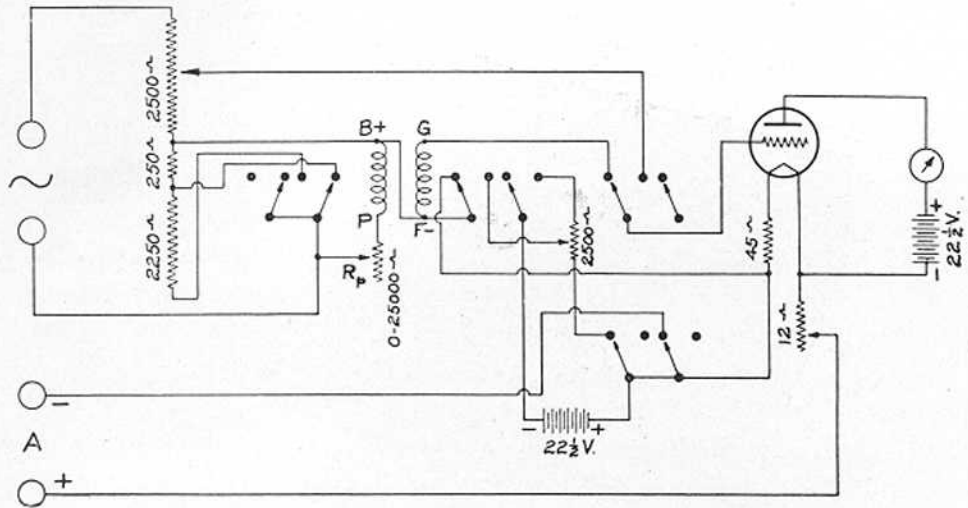 2500~
250~
2250~
B+
G
P
F-
Rp
0-25000~
2500~
45~
12~
+
-
22½V.
-
A
+
-
+
22½V.